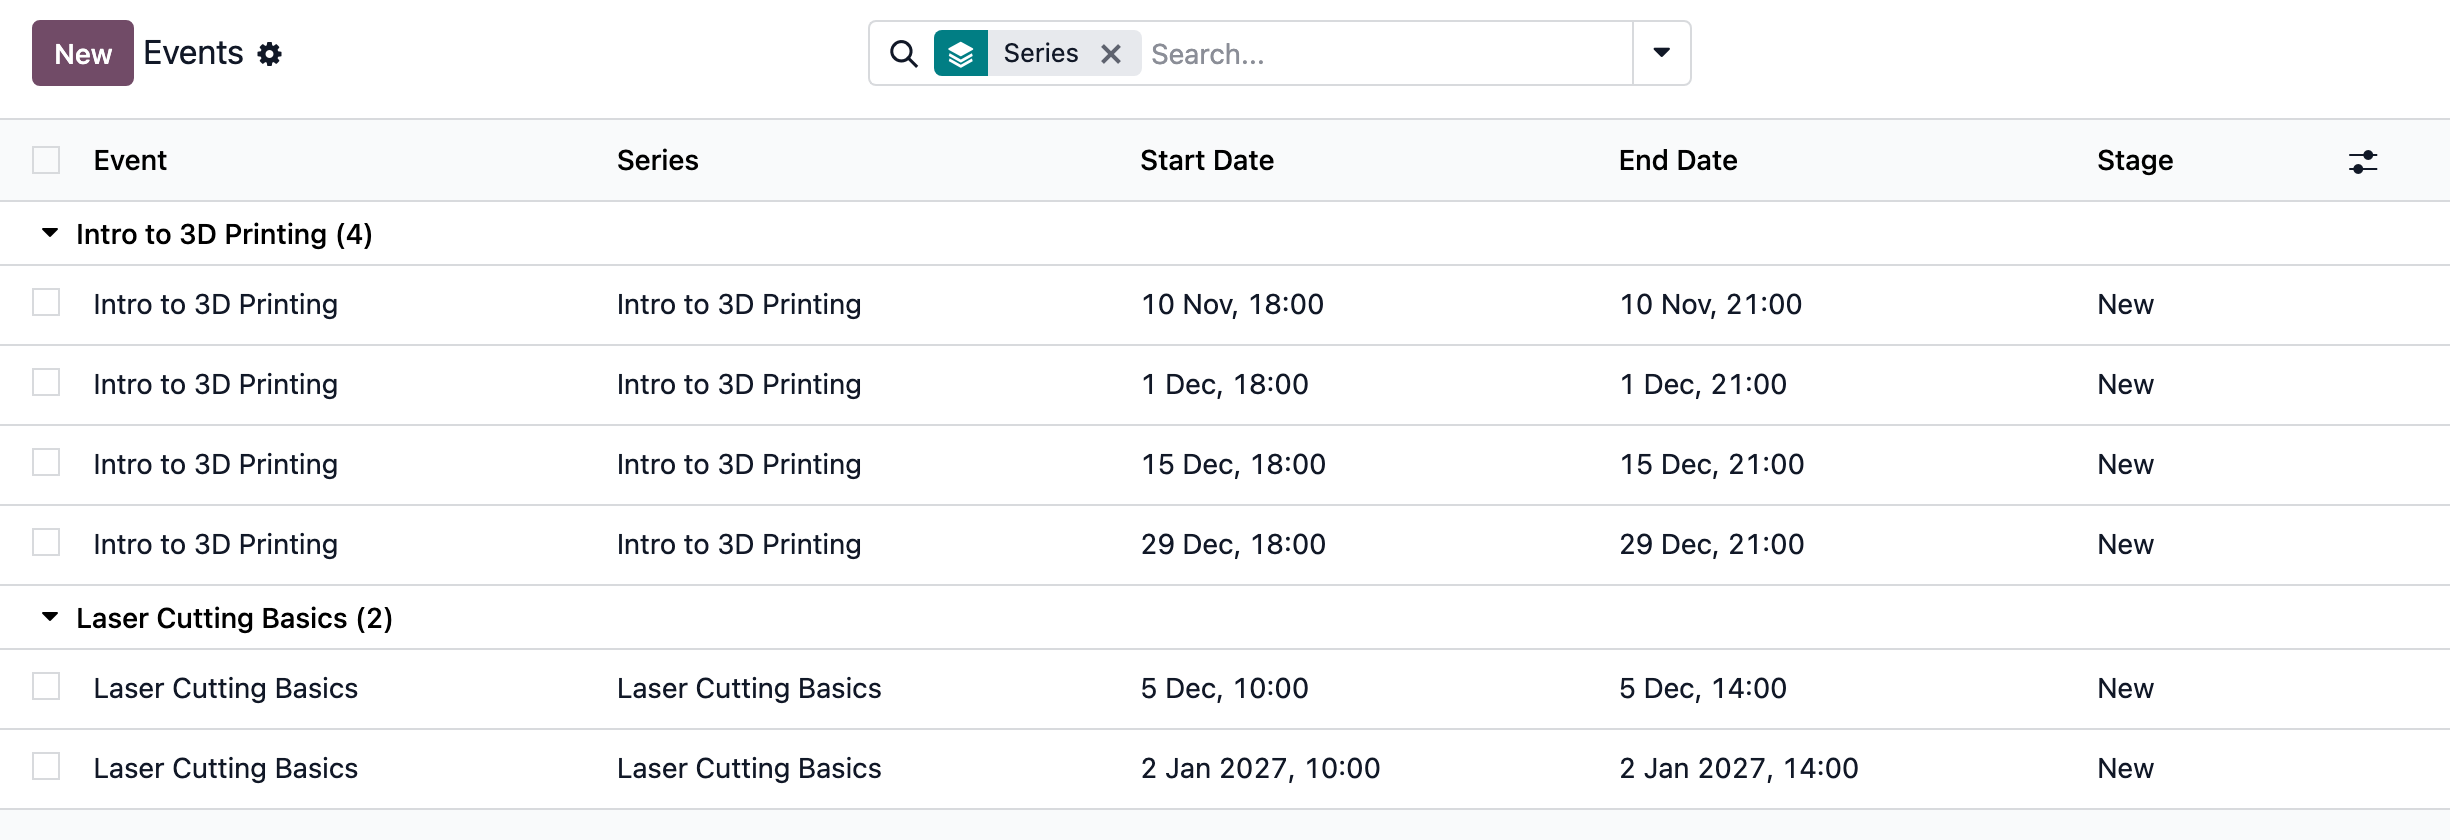 New Events Series Search...
Event Series Start Date End Date Stage
Intro to 3D Printing (4)
Intro to 3D Printing Intro to 3D Printing 10 Nov, 18:00 10 Nov, 21:00 New
Intro to 3D Printing Intro to 3D Printing 1 Dec, 18:00 1 Dec, 21:00 New
Intro to 3D Printing Intro to 3D Printing 15 Dec, 18:00 15 Dec, 21:00 New
Intro to 3D Printing Intro to 3D Printing 29 Dec, 18:00 29 Dec, 21:00 New
Laser Cutting Basics (2)
Laser Cutting Basics Laser Cutting Basics 5 Dec, 10:00 5 Dec, 14:00 New
Laser Cutting Basics Laser Cutting Basics 2 Jan 2027, 10:00 2 Jan 2027, 14:00 New